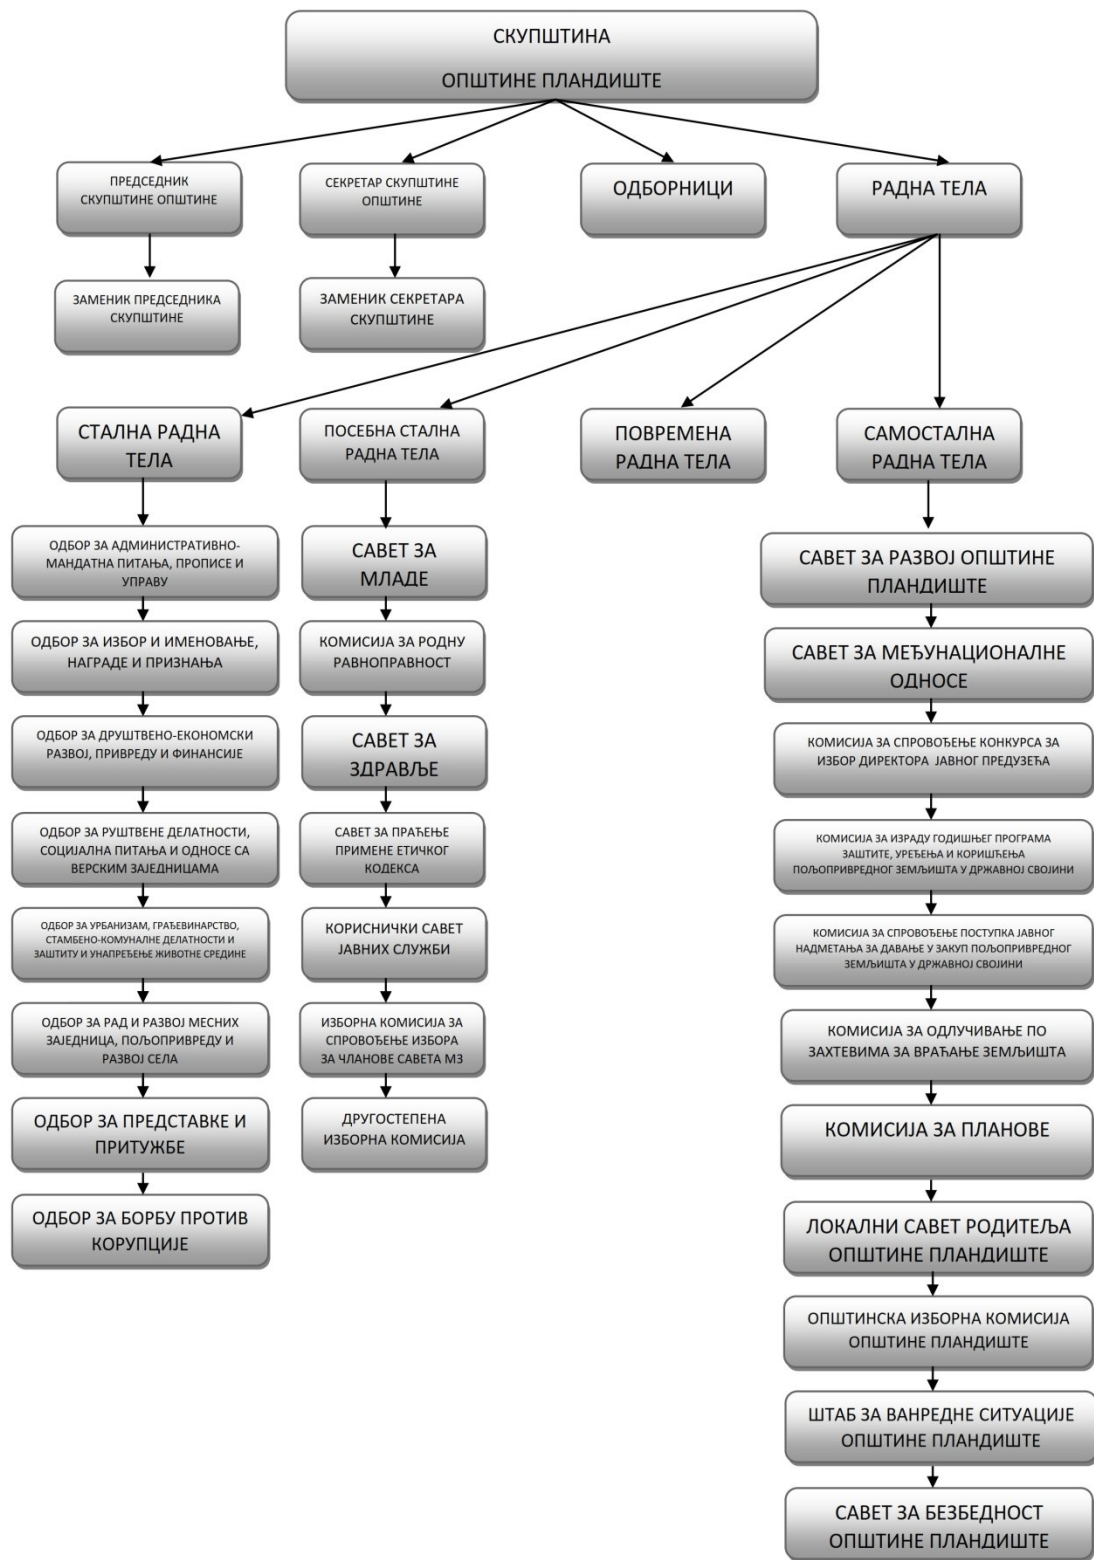 СКУПШТИНА
ОПШТИНЕ ПЛАНДИШТЕ
ПРЕДСЕДНИК
СКУПШТИНЕ ОПШТИНЕ
СЕКРЕТАР СКУПШТИНЕ
ОПШТИНЕ
ОДБОРНИЦИ
РАДНА ТЕЛА
ЗАМЕНИК ПРЕДСЕДНИКА
СКУПШТИНЕ
ЗАМЕНИК СЕКРЕТАРА
СКУПШТИНЕ
СТАЛНА РАДНА
ТЕЛА
ПОСЕБНА СТАЛНА
РАДНА ТЕЛА
ПОВРЕМЕНА
РАДНА ТЕЛА
САМОСТАЛНА
РАДНА ТЕЛА
ОДБОР ЗА АДМИНИСТРАТИВНО-
МАНДАТНА ПИТАЊА, ПРОПИСЕ И
УПРАВУ
ОДБОР ЗА ИЗБОР И ИМЕНОВАЊЕ,
НАГРАДЕ И ПРИЗНАЊА
ОДБОР ЗА ДРУШТВЕНО-ЕКОНОМСКИ
РАЗВОЈ, ПРИВРЕДУ И ФИНАНСИЈЕ
ОДБОР ЗА РУШТВЕНЕ ДЕЛАТНОСТИ,
СОЦИЈАЛНА ПИТАЊА И ОДНОСЕ СА
ВЕРСКИМ ЗАЈЕДНИЦАМА
ОДБОР ЗА УРБАНИЗАМ, ГРАЂЕВИНАРСТВО,
СТАМБЕНО-КОМУНАЛНЕ ДЕЛАТНОСТИ И
ЗАШТИТУ И УНАПРЕЂЕЊЕ ЖИВОТНЕ СРЕДИНЕ
ОДБОР ЗА РАД И РАЗВОЈ МЕСНИХ
ЗАЈЕДНИЦА, ПОЉОПРИВРЕДУ И
РАЗВОЈ СЕЛА
ОДБОР ЗА ПРЕДСТАВКЕ И
ПРИТУЖБЕ
ОДБОР ЗА БОРБУ ПРОТИВ
КОРУПЦИЈЕ
САВЕТ ЗА
МЛАДЕ
КОМИСИЈА ЗА РОДНУ
РАВНОПРАВНОСТ
САВЕТ ЗА
ЗДРАВЉЕ
САВЕТ ЗА ПРАЋЕЊЕ
ПРИМЕНЕ ЕТИЧКОГ
КОДЕКСА
КОРИСНИЧКИ САВЕТ
ЈАВНИХ СЛУЖБИ
ИЗБОРНА КОМИСИЈА ЗА
СПРОВОЂЕЊЕ ИЗБОРА
ЗА ЧЛАНОВЕ САВЕТА МЗ
ДРУГОСТЕПЕНА
ИЗБОРНА КОМИСИЈА
САВЕТ ЗА РАЗВОЈ ОПШТИНЕ
ПЛАНДИШТЕ
САВЕТ ЗА МЕЂУНАЦИОНАЛНЕ
ОДНОСЕ
КОМИСИЈА ЗА СПРОВОЂЕЊЕ КОНКУРСА ЗА
ИЗБОР ДИРЕКТОРА ЈАВНОГ ПРЕДУЗЕЋА
КОМИСИЈА ЗА ИЗРАДУ ГОДИШЊЕГ ПРОГРАМА
ЗАШТИТЕ, УРЕЂЕЊА И КОРИШЋЕЊА
ПОЉОПРИВРЕДНОГ ЗЕМЉИШТА У ДРЖАВНОЈ СВОЈИНИ
КОМИСИЈА ЗА СПРОВОЂЕЊЕ ПОСТУПКА ЈАВНОГ
НАДМЕТАЊА ЗА ДАВАЊЕ У ЗАКУП ПОЉОПРИВРЕДНОГ
ЗЕМЉИШТА У ДРЖАВНОЈ СВОЈИНИ
КОМИСИЈА ЗА ОДЛУЧИВАЊЕ ПО
ЗАХТЕВИМА ЗА ВРАЋАЊЕ ЗЕМЉИШТА
КОМИСИЈА ЗА ПЛАНОВЕ
ЛОКАЛНИ САВЕТ РОДИТЕЉА
ОПШТИНЕ ПЛАНДИШТЕ
ОПШТИНСКА ИЗБОРНА КОМИСИЈА
ОПШТИНЕ ПЛАНДИШТЕ
ШТАБ ЗА ВАНРЕДНЕ СИТУАЦИЈЕ
ОПШТИНЕ ПЛАНДИШТЕ
САВЕТ ЗА БЕЗБЕДНОСТ
ОПШТИНЕ ПЛАНДИШТЕ